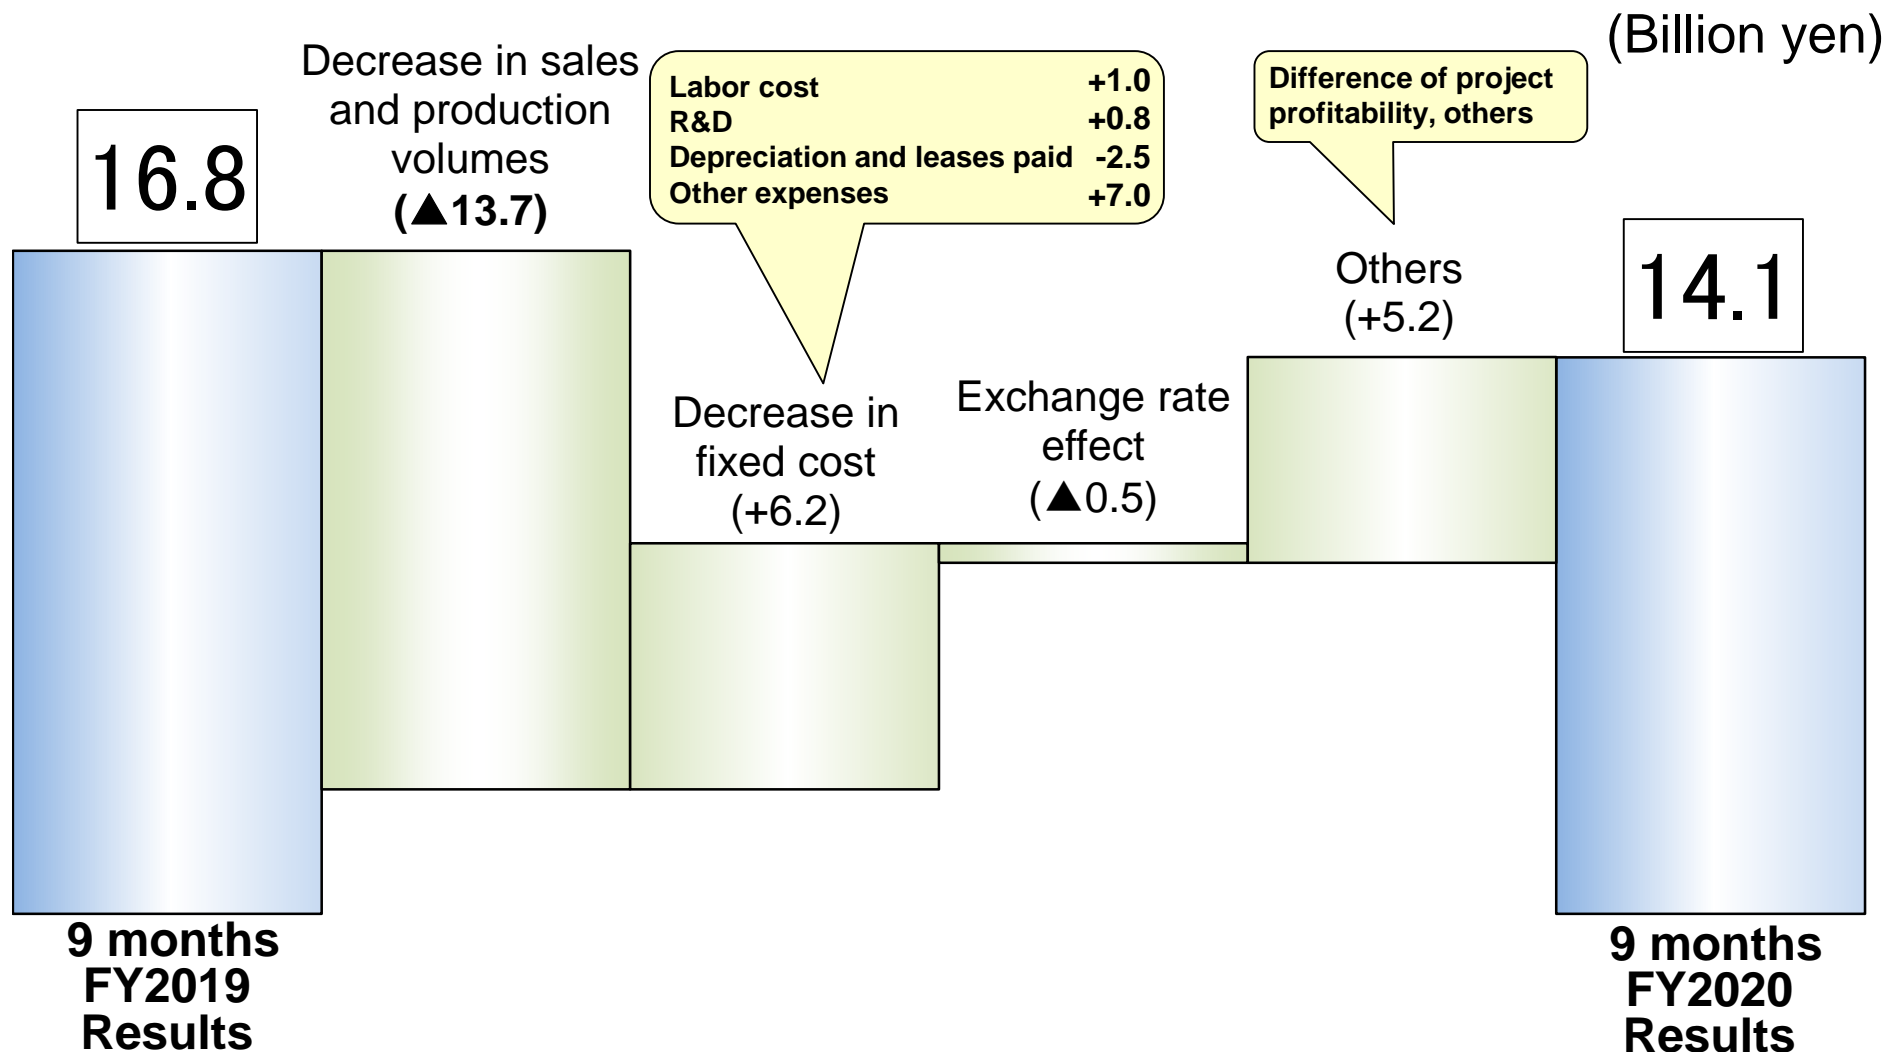 (Billion yen)
16.8
Decrease in sales
and production
volumes
(▲13.7)
Labor cost +1.0
R&D +0.8
Depreciation and leases paid -2.5
Other expenses +7.0
Decrease in
fixed cost
(+6.2)
Exchange rate
effect
(▲0.5)
Difference of project
profitability, others
Others
(+5.2)
14.1
9 months
FY2019
Results
9 months
FY2020
Results